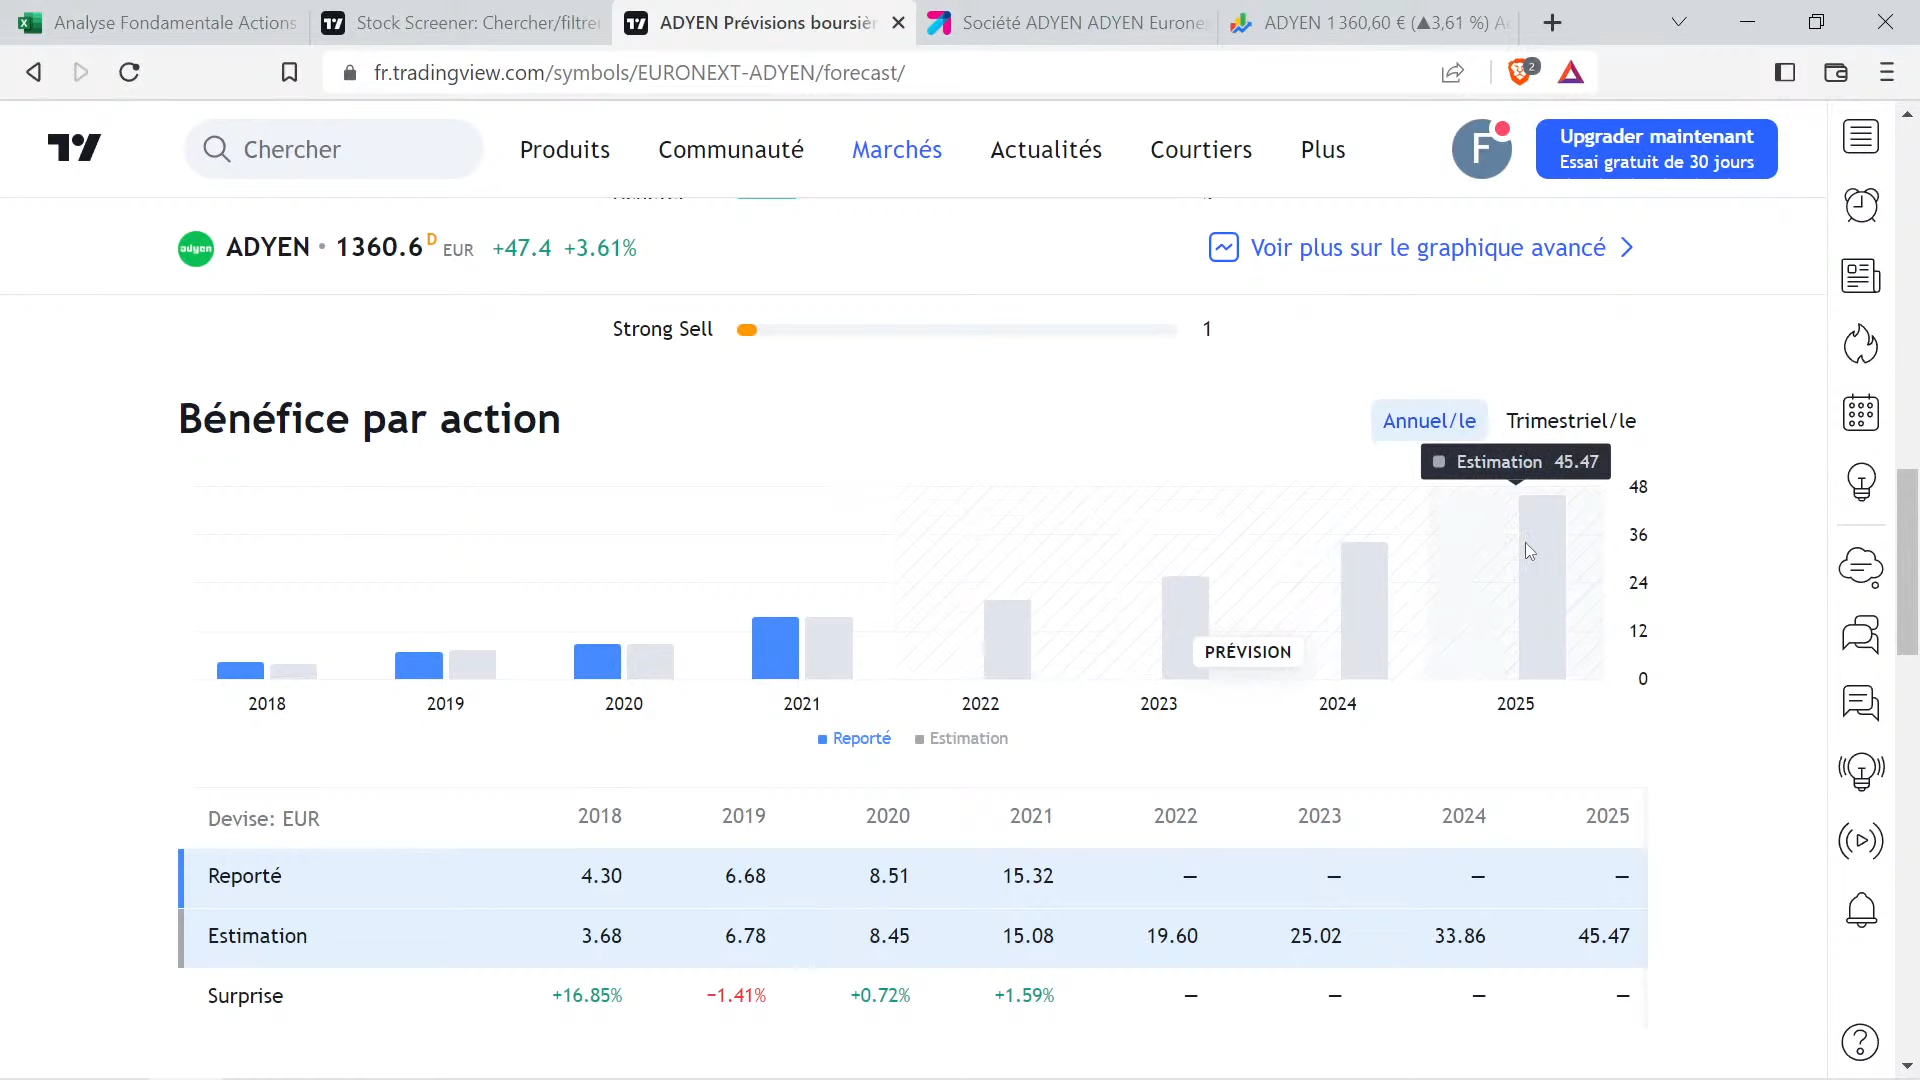 Analyse Fondamentale Actions
Stock Screener: Chercher/filtrer
ADYEN Prévisions boursièr
Société ADYEN ADYEN Eurone
ADYEN 1 360,60 € (▲3,61 %) A
fr.tradingview.com/symbols/EURONEXT-ADYEN/forecast/
2
Chercher
Produits
Communauté
Marchés
Actualités
Courtiers
Plus
F
Upgrader maintenant
Essai gratuit de 30 jours
adyen
ADYEN • 1360.6 D EUR +47.4 +3.61%
Voir plus sur le graphique avancé
Strong Sell 1
Bénéfice par action
Annuel/le Trimestriel/le
Estimation 45.47
48
36
24
12
0
PRÉVISION
2018 2019 2020 2021 2022 2023 2024 2025
Reporté Estimation
Devise: EUR 2018 2019 2020 2021 2022 2023 2024 2025
Reporté 4.30 6.68 8.51 15.32 — — — —
Estimation 3.68 6.78 8.45 15.08 19.60 25.02 33.86 45.47
Surprise +16.85% −1.41% +0.72% +1.59% — — — —